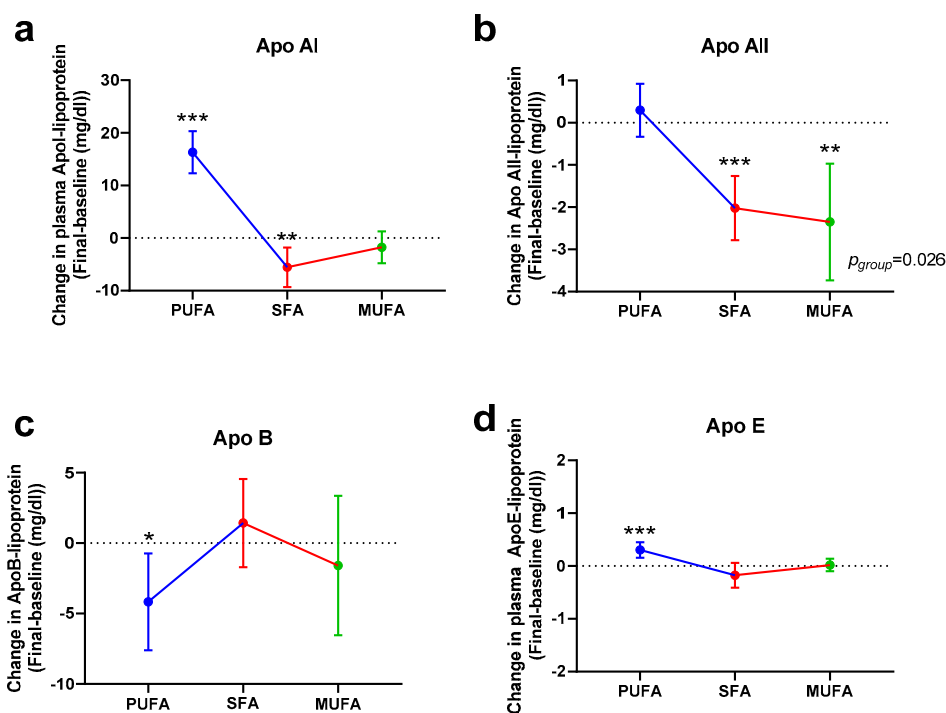 a
Apo AI
Change in plasma ApoI-lipoprotein
(Final-baseline (mg/dl))
30
20
10
0
-10
***
**
PUFA
SFA
MUFA
b
Apo AII
Change in Apo AII-lipoprotein
(Final-baseline (mg/dl))
1
0
-1
-2
-3
-4
***
**
pgroup=0.026
PUFA
SFA
MUFA
c
Apo B
Change in ApoB-lipoprotein
(Final-baseline (mg/dl))
5
0
-5
-10
*
PUFA
SFA
MUFA
d
Apo E
Change in plasma ApoE-lipoprotein
(Final-baseline (mg/dl))
2
1
0
-1
-2
***
PUFA
SFA
MUFA